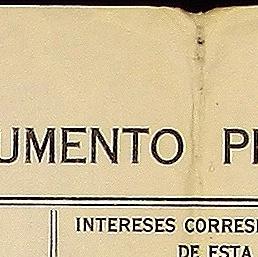 UMENTO P
INTERESES CORRES
DE ESTA